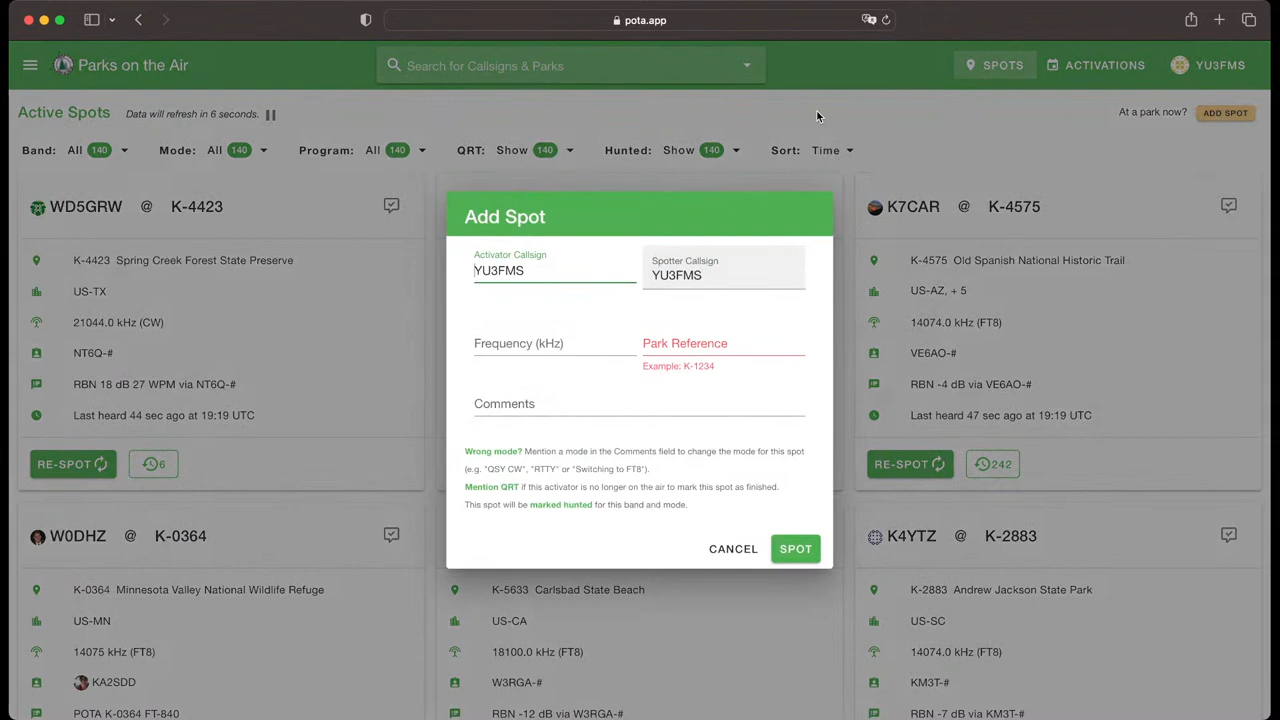 pota.app
Parks on the Air
Search for Callsigns & Parks
SPOTS
ACTIVATIONS
YU3FMS
Active Spots
Data will refresh in 6 seconds.
At a park now?
ADD SPOT
Band: All 140
Mode: All 140
Program: All 140
QRT: Show 140
Hunted: Show 140
Sort: Time
WD5GRW @ K-4423
K-4423 Spring Creek Forest State Preserve
US-TX
21044.0 kHz (CW)
NT6Q-#
RBN 18 dB 27 WPM via NT6Q-#
Last heard 44 sec ago at 19:19 UTC
RE-SPOT
6
Add Spot
Activator Callsign
YU3FMS
Spotter Callsign
YU3FMS
Frequency (kHz)
Park Reference
Example: K-1234
Comments
Wrong mode? Mention a mode in the Comments field to change the mode for this spot
(e.g. "QSY CW", "RTTY" or "Switching to FT8").
Mention QRT if this activator is no longer on the air to mark this spot as finished.
This spot will be marked hunted for this band and mode.
CANCEL
SPOT
K7CAR @ K-4575
K-4575 Old Spanish National Historic Trail
US-AZ, + 5
14074.0 kHz (FT8)
VE6AO-#
RBN -4 dB via VE6AO-#
Last heard 47 sec ago at 19:19 UTC
RE-SPOT
242
W0DHZ @ K-0364
K-0364 Minnesota Valley National Wildlife Refuge
US-MN
14075 kHz (FT8)
KA2SDD
POTA K-0364 FT-840
K-5633 Carlsbad State Beach
US-CA
18100.0 kHz (FT8)
W3RGA-#
RBN -12 dB via W3RGA-#
K4YTZ @ K-2883
K-2883 Andrew Jackson State Park
US-SC
14074.0 kHz (FT8)
KM3T-#
RBN -7 dB via KM3T-#